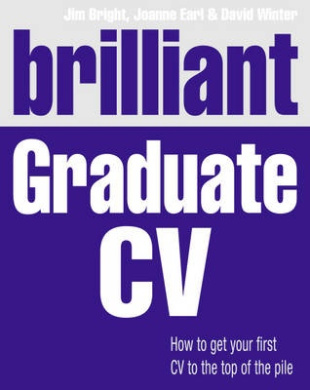 Jim Bright, Joanne Earl & David Winter
brilliant
Graduate
CV
How to get your first
CV to the top of the pile